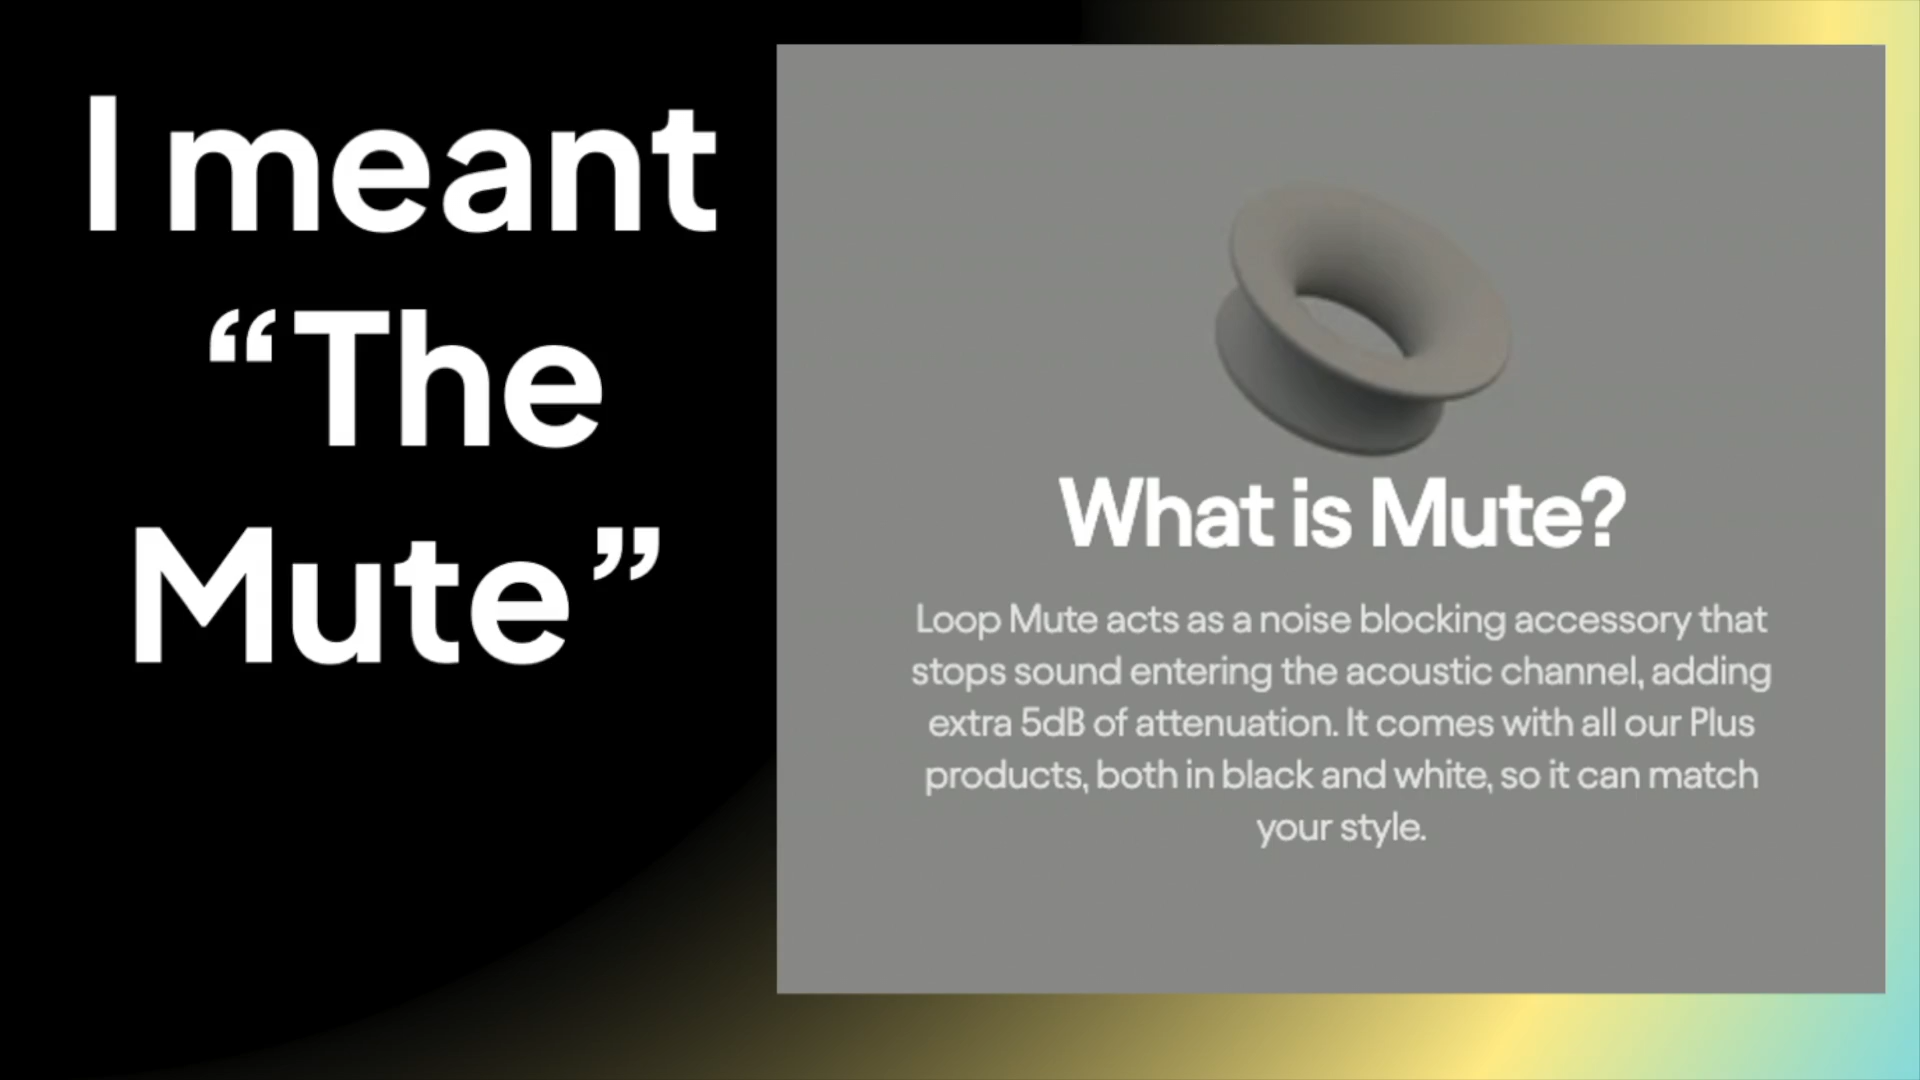 I meant
“The
Mute”
What is Mute?
Loop Mute acts as a noise blocking accessory that
stops sound entering the acoustic channel, adding
extra 5dB of attenuation. It comes with all our Plus
products, both in black and white, so it can match
your style.